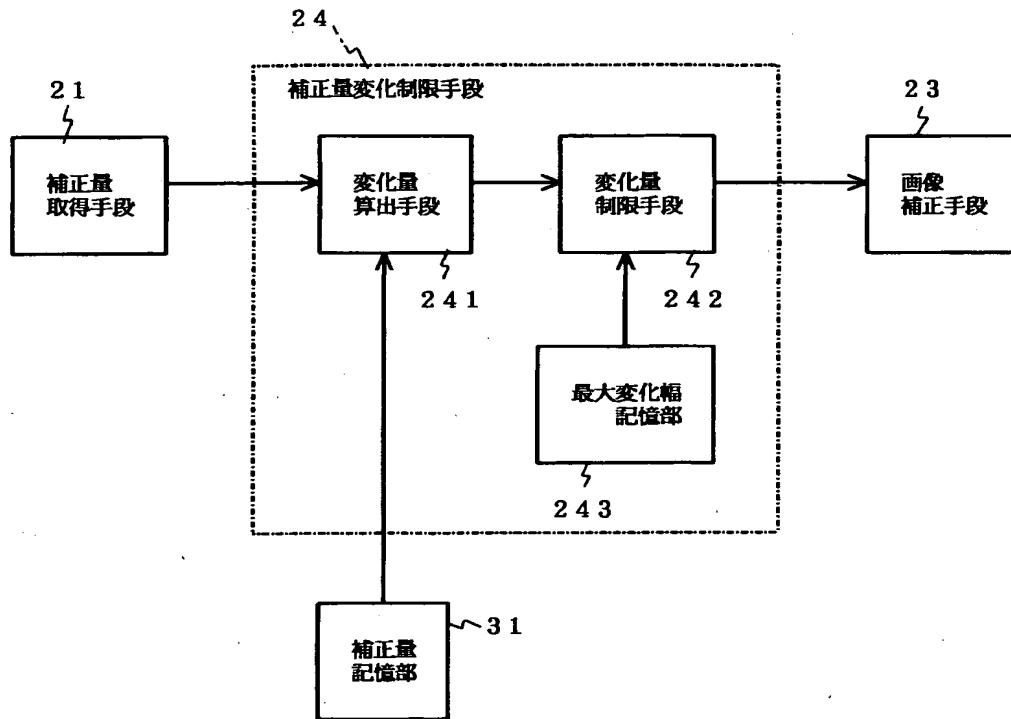 ２４
補正量変化制限手段
２１
２３
補正量
取得手段
変化量
算出手段
変化量
制限手段
画像
補正手段
２４１
２４２
最大変化幅
記憶部
２４３
３１
補正量
記憶部